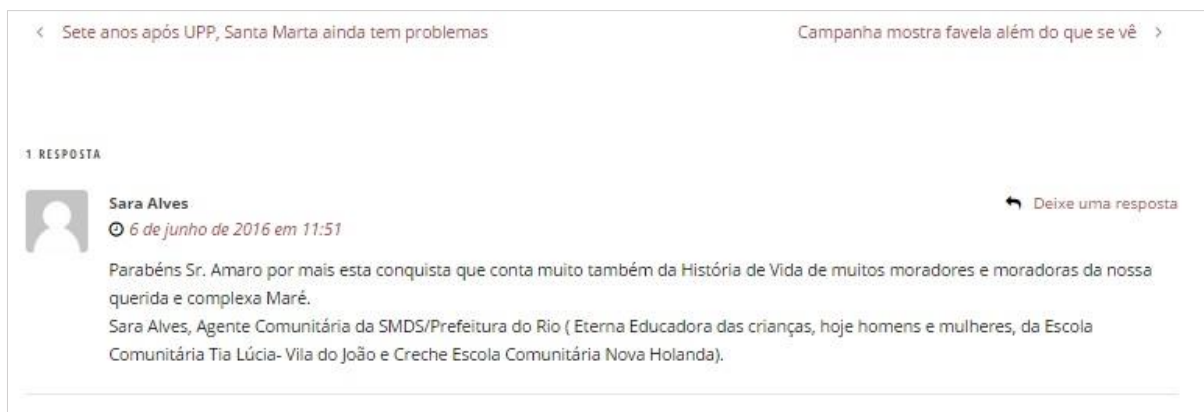 Sete anos após UPP, Santa Marta ainda tem problemas
Campanha mostra favela além do que se vê
1 RESPOSTA
Sara Alves
Deixe uma resposta
6 de junho de 2016 em 11:51
Parabéns Sr. Amaro por mais esta conquista que conta muito também da História de Vida de muitos moradores e moradoras da nossa
querida e complexa Maré.
Sara Alves, Agente Comunitária da SMDS/Prefeitura do Rio ( Eterna Educadora das crianças, hoje homens e mulheres, da Escola
Comunitária Tia Lúcia- Vila do João e Creche Escola Comunitária Nova Holanda).